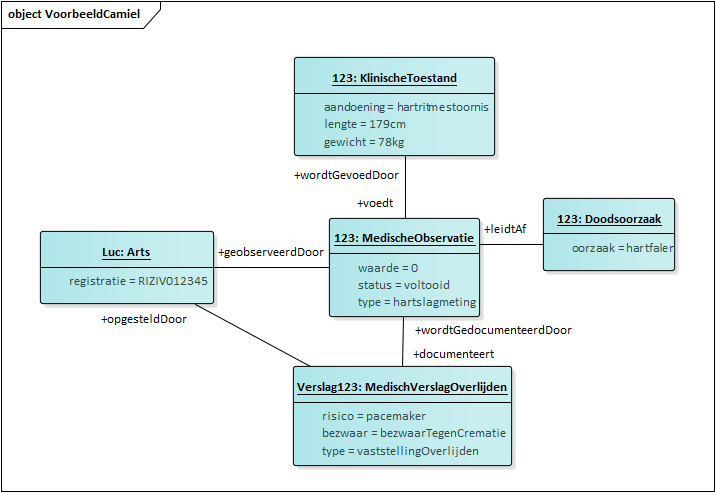 object VoorbeeldCamiel
123: KlinischeToestand
aandoening = hartritmestoornis
lengte = 179cm
gewicht = 78kg
+wordtGevoedDoor
+voedt
123: MedischeObservatie
waarde = 0
status = voltooid
type = hartslagmeting
+leidtAf
123: Doodsoorzaak
oorzaak = hartfalen
Luc: Arts
registratie = RIZIV012345
+geobserveerdDoor
+opgesteldDoor
+wordtGedocumenteerdDoor
+documenteert
Verslag123: MedischVerslagOverlijden
risico = pacemaker
bezwaar = bezwaarTegenCrematie
type = vaststellingOverlijden